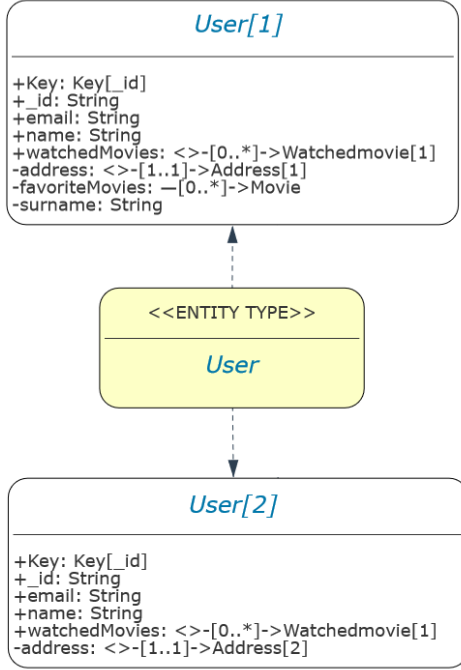 User[1]
+Key: Key[_id]
+_id: String
+email: String
+name: String
+watchedMovies: <>-[0..*]->Watchedmovie[1]
-address: <>-[1..1]->Address[1]
-favoriteMovies: —[0..*]->Movie
-surname: String
<<ENTITY TYPE>>
User
User[2]
+Key: Key[_id]
+_id: String
+email: String
+name: String
+watchedMovies: <>-[0..*]->Watchedmovie[1]
-address: <>-[1..1]->Address[2]